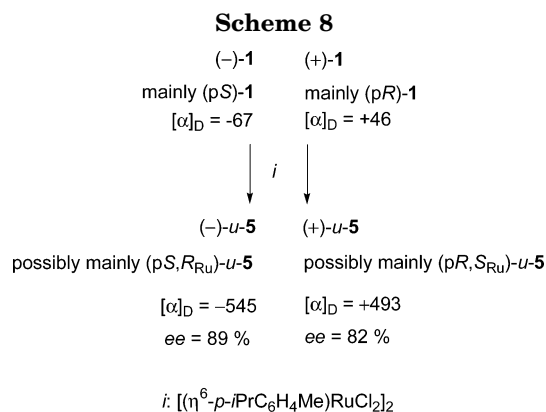 Scheme 8
(−)-1 (+)-1
mainly (pS)-1 mainly (pR)-1
[α]D = -67 [α]D = +46
i
(−)-u-5 (+)-u-5
possibly mainly (pS,RRu)-u-5 possibly mainly (pR,SRu)-u-5
[α]D = −545 [α]D = +493
ee = 89 % ee = 82 %
i: [(η6-p-iPrC6H4Me)RuCl2]2